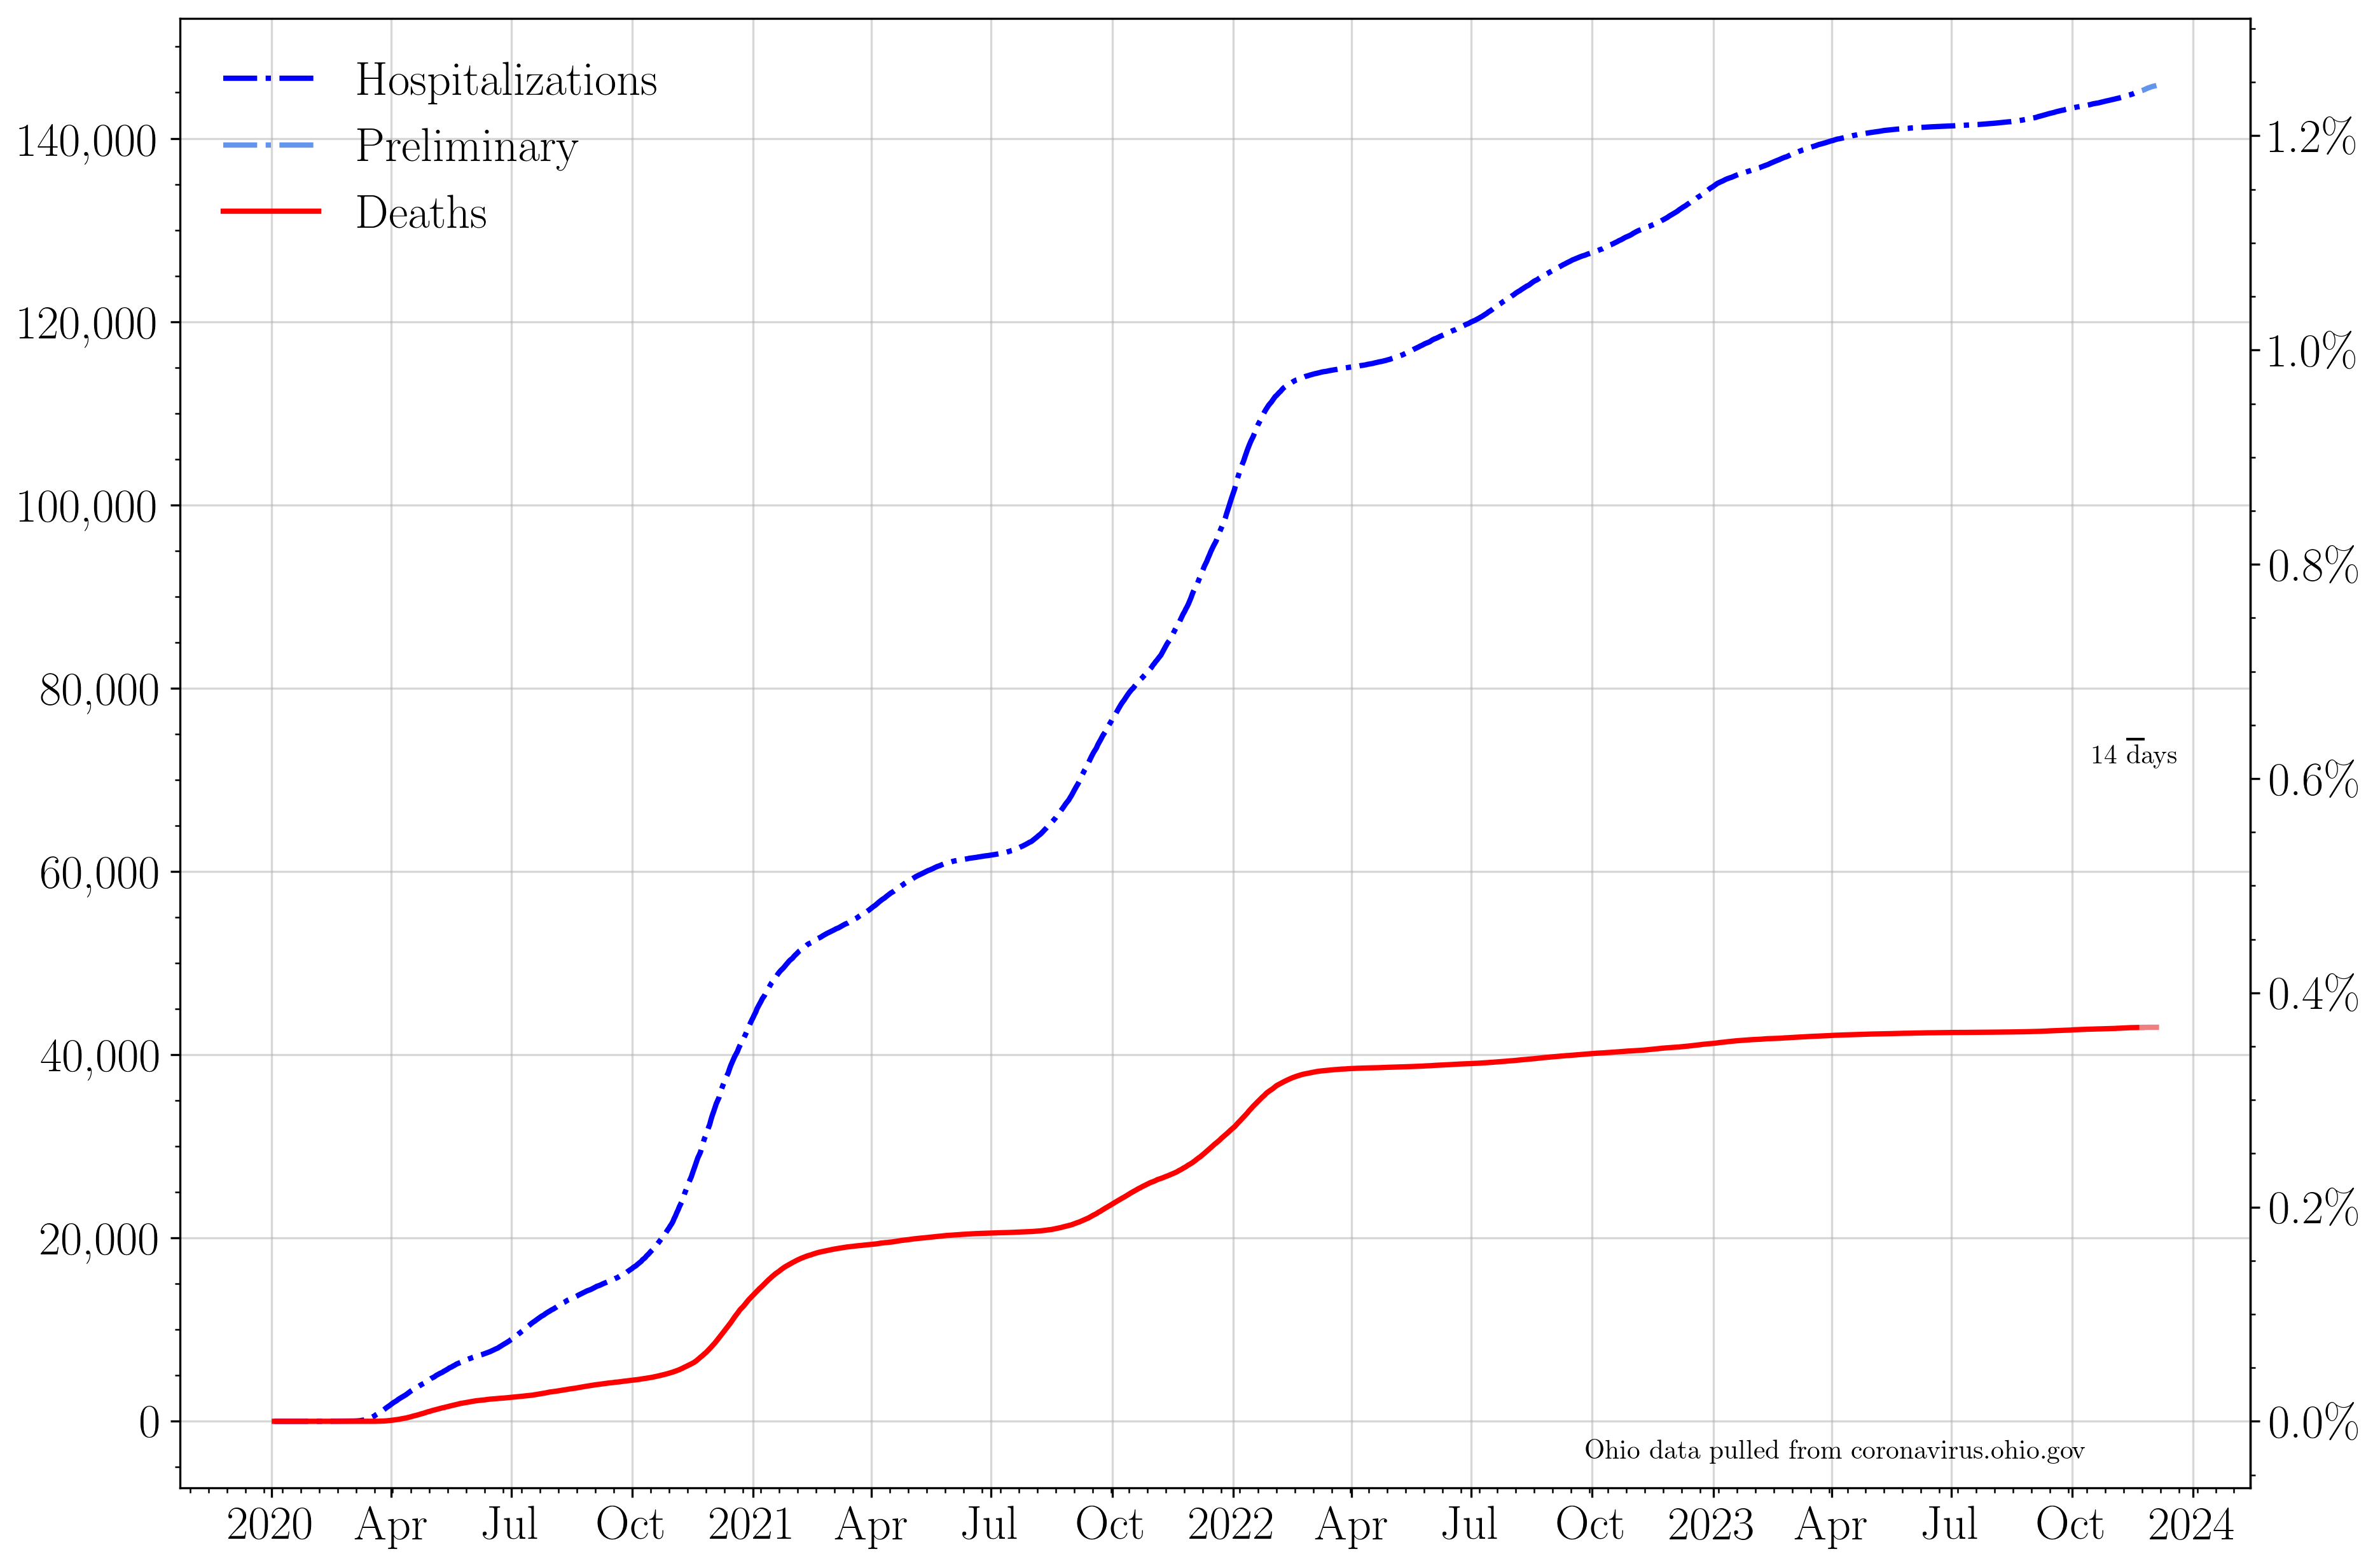 Hospitalizations
Preliminary
Deaths
140,000
120,000
100,000
80,000
60,000
40,000
20,000
0
1.2%
1.0%
0.8%
0.6%
0.4%
0.2%
0.0%
14 days
Ohio data pulled from coronavirus.ohio.gov
2020 Apr Jul Oct 2021 Apr Jul Oct 2022 Apr Jul Oct 2023 Apr Jul Oct 2024